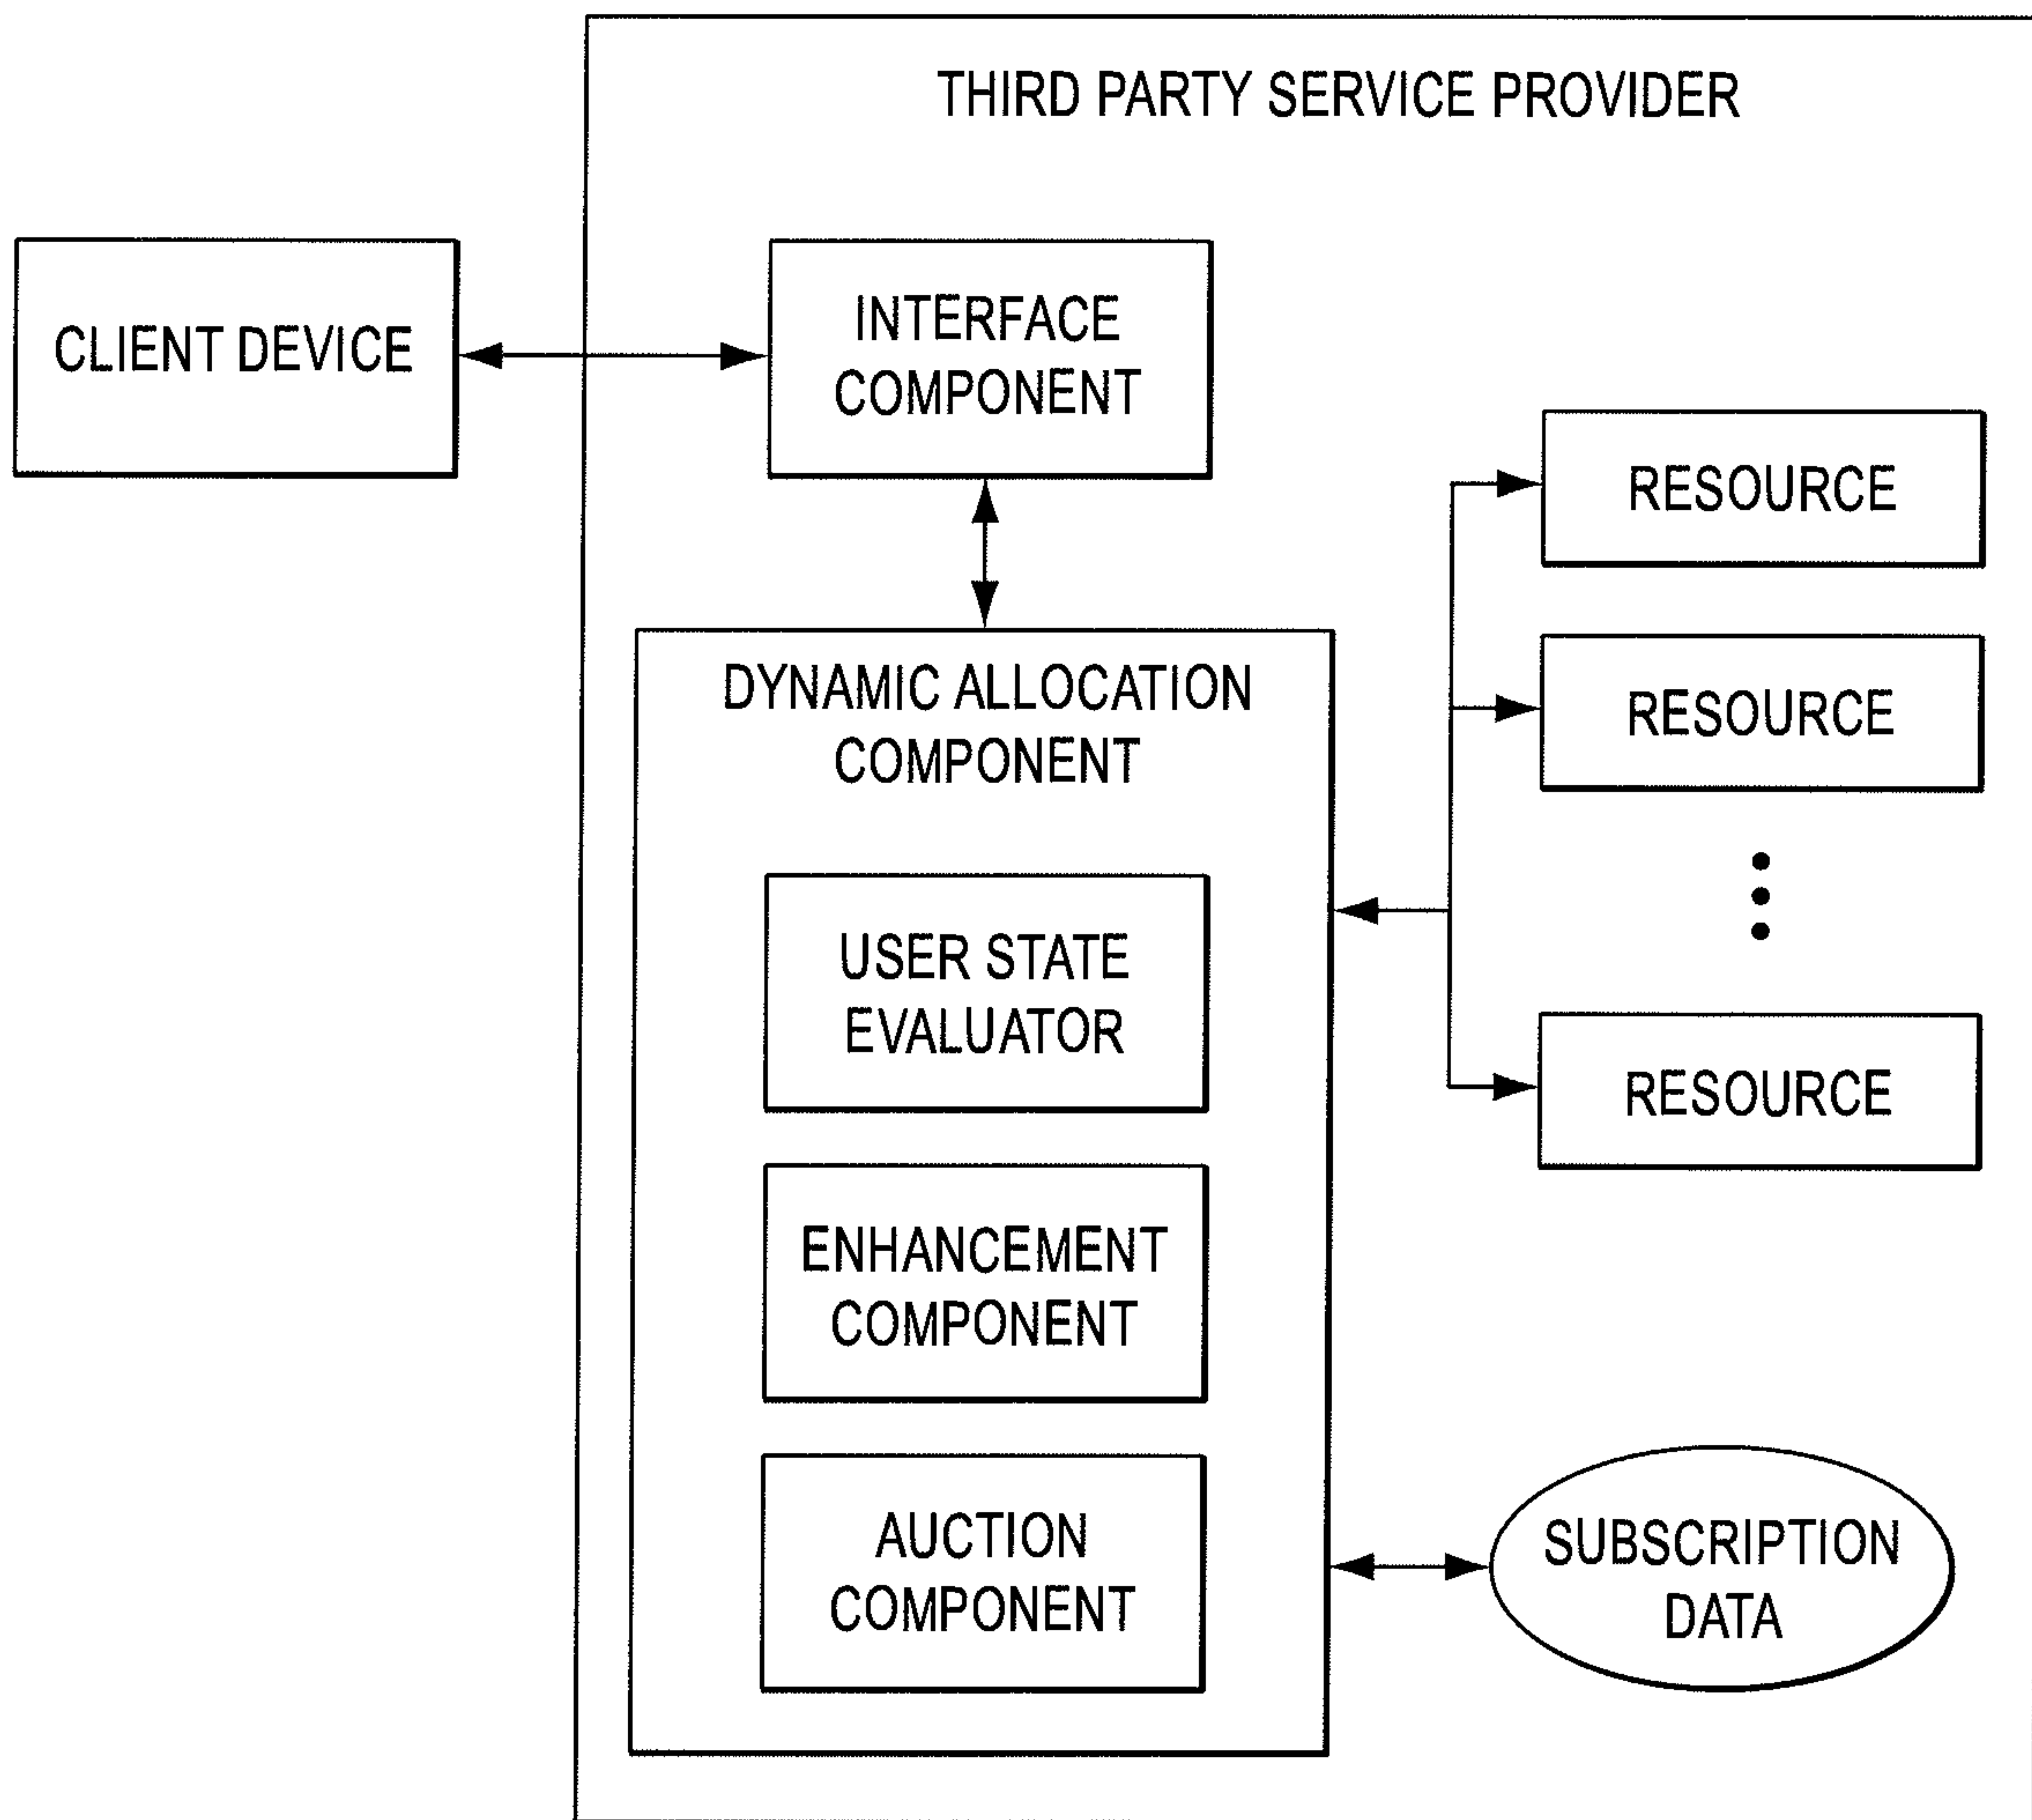 THIRD PARTY SERVICE PROVIDER
CLIENT DEVICE
INTERFACE
COMPONENT
RESOURCE
RESOURCE
RESOURCE
DYNAMIC ALLOCATION
COMPONENT
USER STATE
EVALUATOR
ENHANCEMENT
COMPONENT
AUCTION
COMPONENT
SUBSCRIPTION
DATA